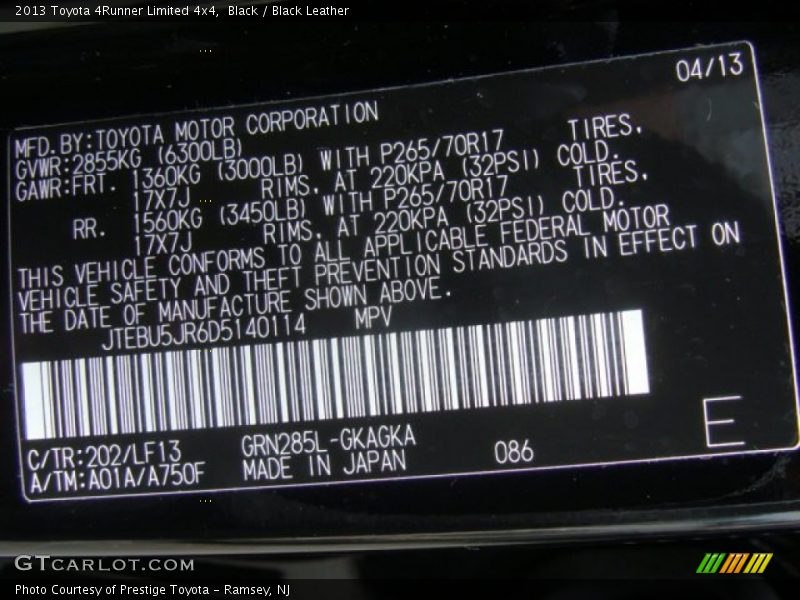 2013 Toyota 4Runner Limited 4x4,  Black / Black Leather
04/13
MFD.BY:TOYOTA MOTOR CORPORATION
GVWR:2855KG (6300LB)
GAWR:FRT. 1360KG (3000LB) WITH P265/70R17 TIRES,
17X7J RIMS, AT 220KPA (32PSI) COLD.
RR. 1560KG (3450LB) WITH P265/70R17 TIRES,
17X7J RIMS, AT 220KPA (32PSI) COLD.
THIS VEHICLE CONFORMS TO ALL APPLICABLE FEDERAL MOTOR
VEHICLE SAFETY AND THEFT PREVENTION STANDARDS IN EFFECT ON
THE DATE OF MANUFACTURE SHOWN ABOVE.
JTEBU5JR6D5140114 MPV
C/TR:202/LF13 GRN285L-GKAGKA
A/TM:A01A/A750F MADE IN JAPAN 086
E
GTCARLOT.COM
Photo Courtesy of Prestige Toyota - Ramsey, NJ